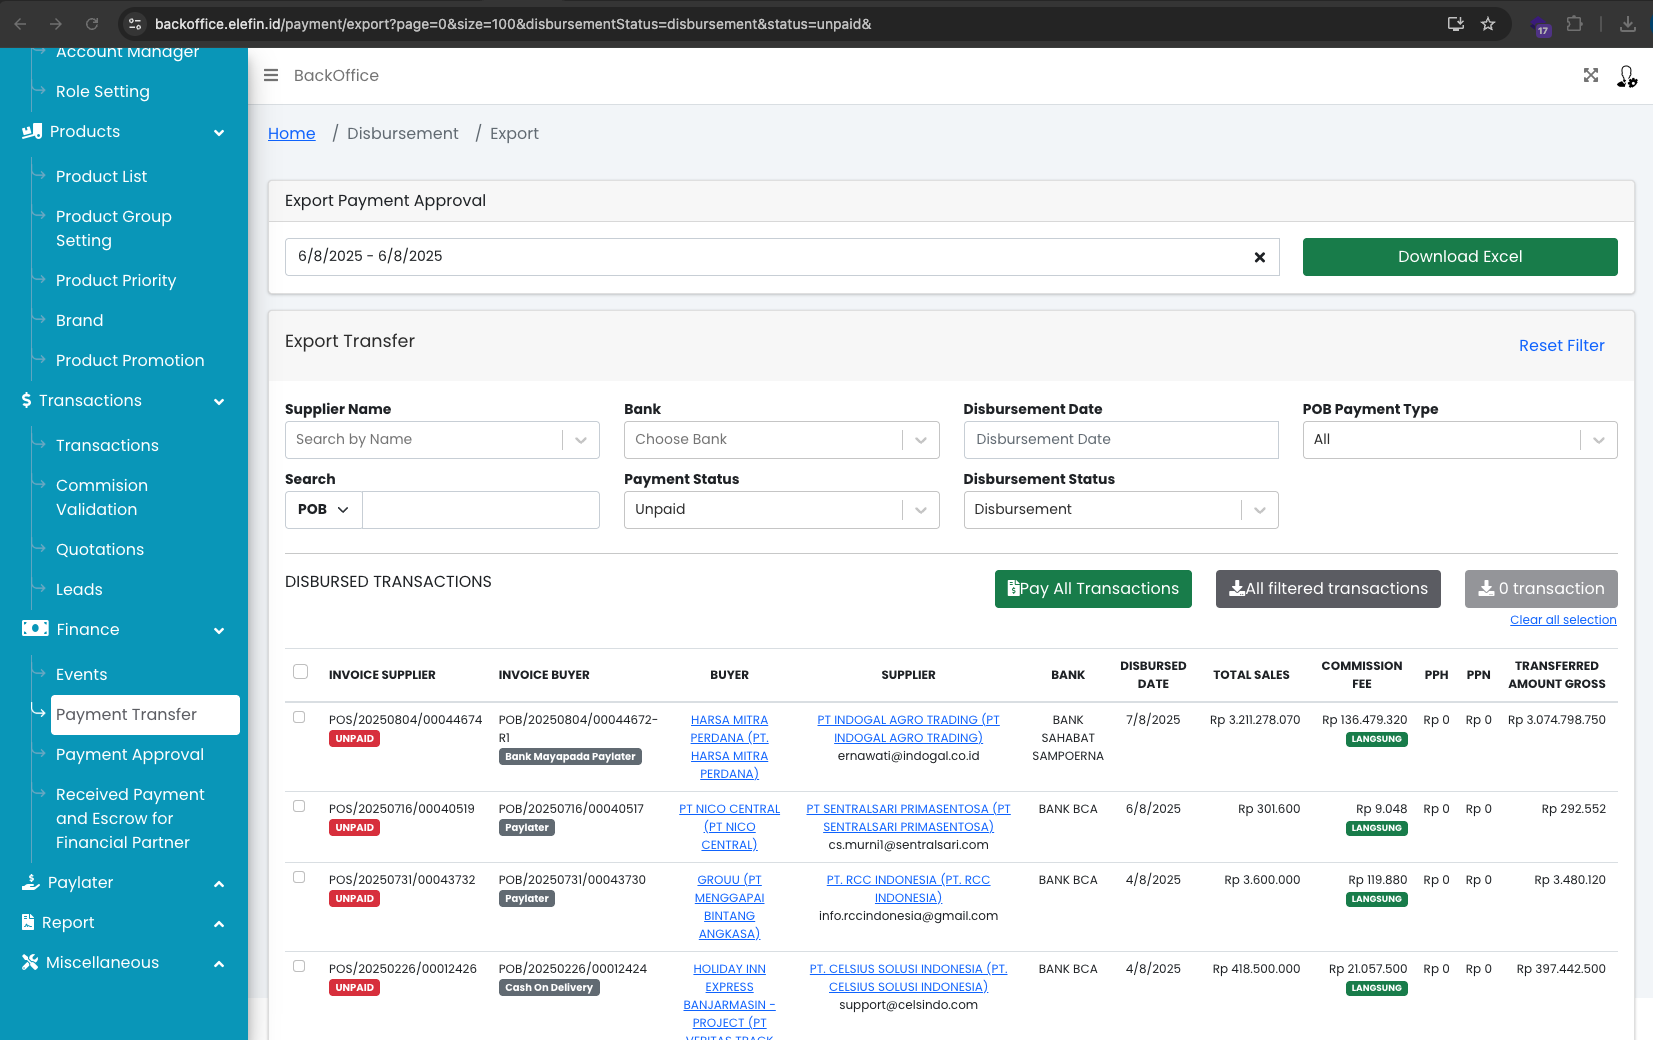 backoffice.elefin.id/payment/export?page=0&size=100&disbursementStatus=disbursement&status=unpaid&
17
Account Manager
Role Setting
Products
Product List
Product Group
Setting
Product Priority
Brand
Product Promotion
Transactions
Transactions
Commision
Validation
Quotations
Leads
Finance
Events
Payment Transfer
Payment Approval
Received Payment
and Escrow for
Financial Partner
Paylater
Report
Miscellaneous
BackOffice
Home / Disbursement / Export
Export Payment Approval
6/8/2025 - 6/8/2025
Download Excel
Export Transfer
Reset Filter
Supplier Name Bank Disbursement Date POB Payment Type
Search by Name Choose Bank Disbursement Date All
Search Payment Status Disbursement Status
POB Unpaid Disbursement
DISBURSED TRANSACTIONS
Pay All Transactions All filtered transactions 0 transaction
Clear all selection
INVOICE SUPPLIER INVOICE BUYER BUYER SUPPLIER BANK DISBURSED DATE TOTAL SALES COMMISSION FEE PPH PPN TRANSFERRED AMOUNT GROSS
POS/20250804/00044674 POB/20250804/00044672- HARSA MITRA PT INDOGAL AGRO TRADING (PT BANK 7/8/2025 Rp 3.211.278.070 Rp 136.479.320 Rp 0 Rp 0 Rp 3.074.798.750
UNPAID R1 PERDANA (PT. INDOGAL AGRO TRADING) SAHABAT LANGSUNG
Bank Mayapada Paylater HARSA MITRA ernawati@indogal.co.id SAMPOERNA
PERDANA)
POS/20250716/00040519 POB/20250716/00040517 PT NICO CENTRAL PT SENTRALSARI PRIMASENTOSA (PT BANK BCA 6/8/2025 Rp 301.600 Rp 9.048 Rp 0 Rp 0 Rp 292.552
UNPAID Paylater (PT NICO SENTRALSARI PRIMASENTOSA) LANGSUNG
CENTRAL) cs.murni1@sentralsari.com
POS/20250731/00043732 POB/20250731/00043730 GROUU (PT PT. RCC INDONESIA (PT. RCC BANK BCA 4/8/2025 Rp 3.600.000 Rp 119.880 Rp 0 Rp 0 Rp 3.480.120
UNPAID Paylater MENGGAPAI INDONESIA) LANGSUNG
BINTANG info.rccindonesia@gmail.com
ANGKASA)
POS/20250226/00012426 POB/20250226/00012424 HOLIDAY INN PT. CELSIUS SOLUSI INDONESIA (PT. BANK BCA 4/8/2025 Rp 418.500.000 Rp 21.057.500 Rp 0 Rp 0 Rp 397.442.500
UNPAID Cash On Delivery EXPRESS CELSIUS SOLUSI INDONESIA) LANGSUNG
BANJARMASIN - support@celsindo.com
PROJECT (PT
VERITAS TRACK